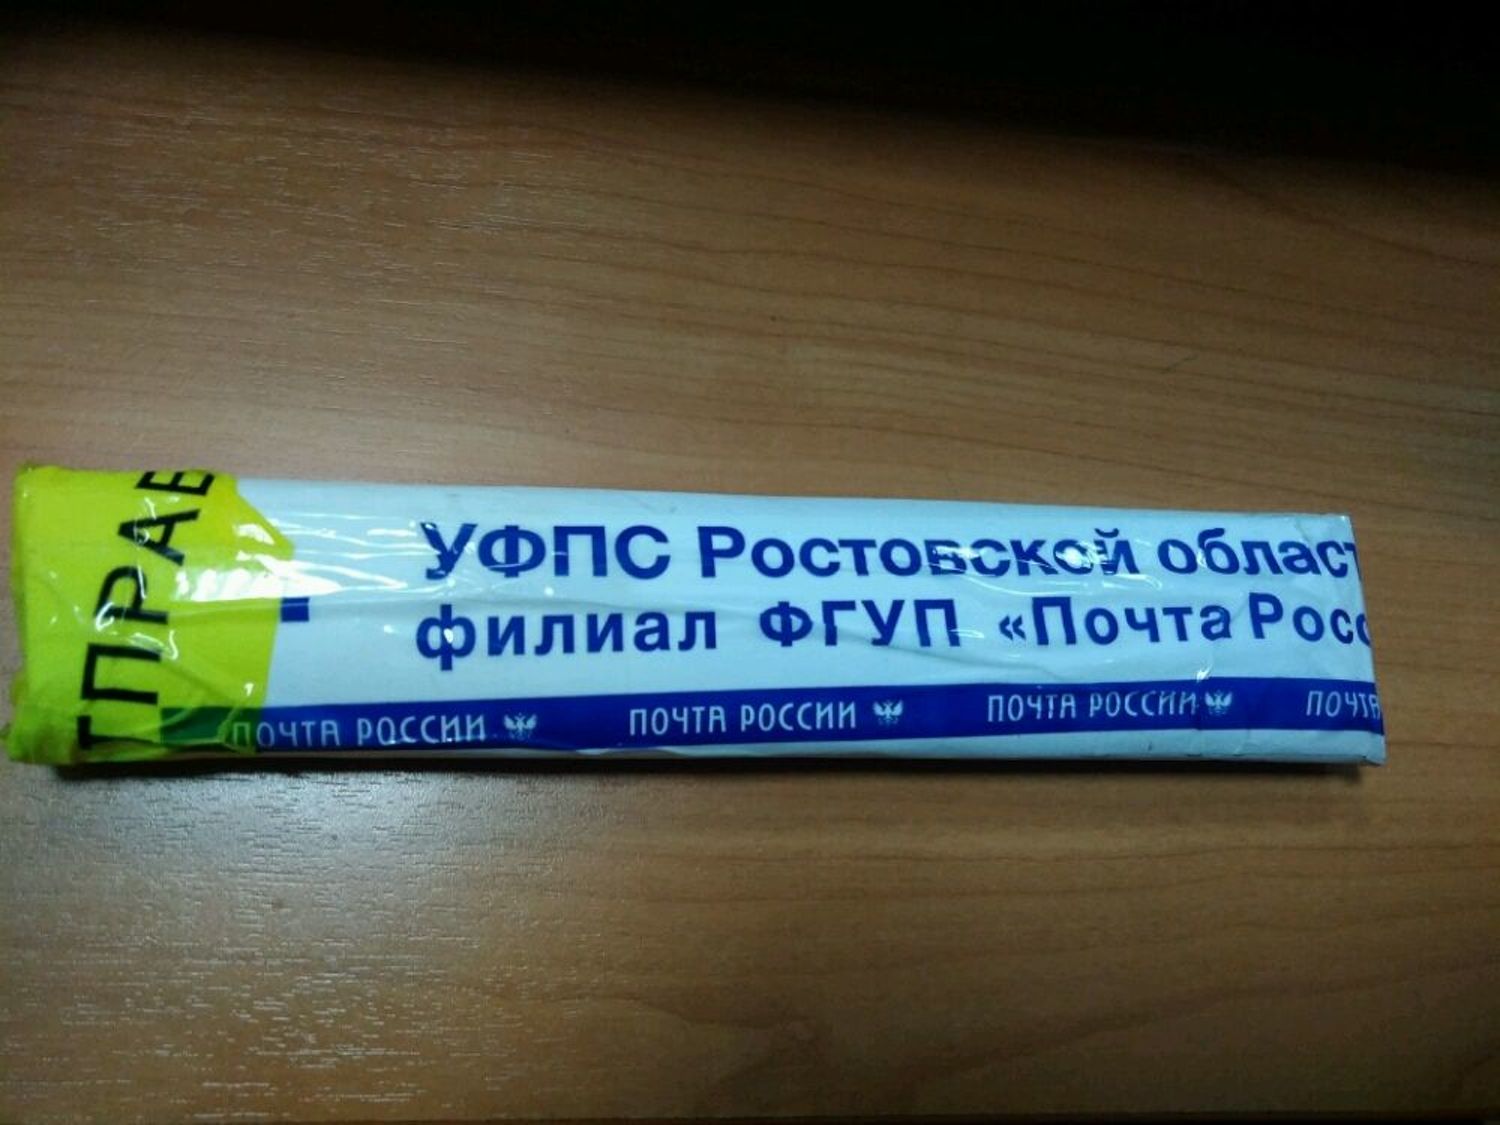 ТПРАВ
УФПС Ростовской област
филиал ФГУП «Почта Росс
ПОЧТА РОССИИ ПОЧТА РОССИИ ПОЧТА РОССИИ ПОЧТА